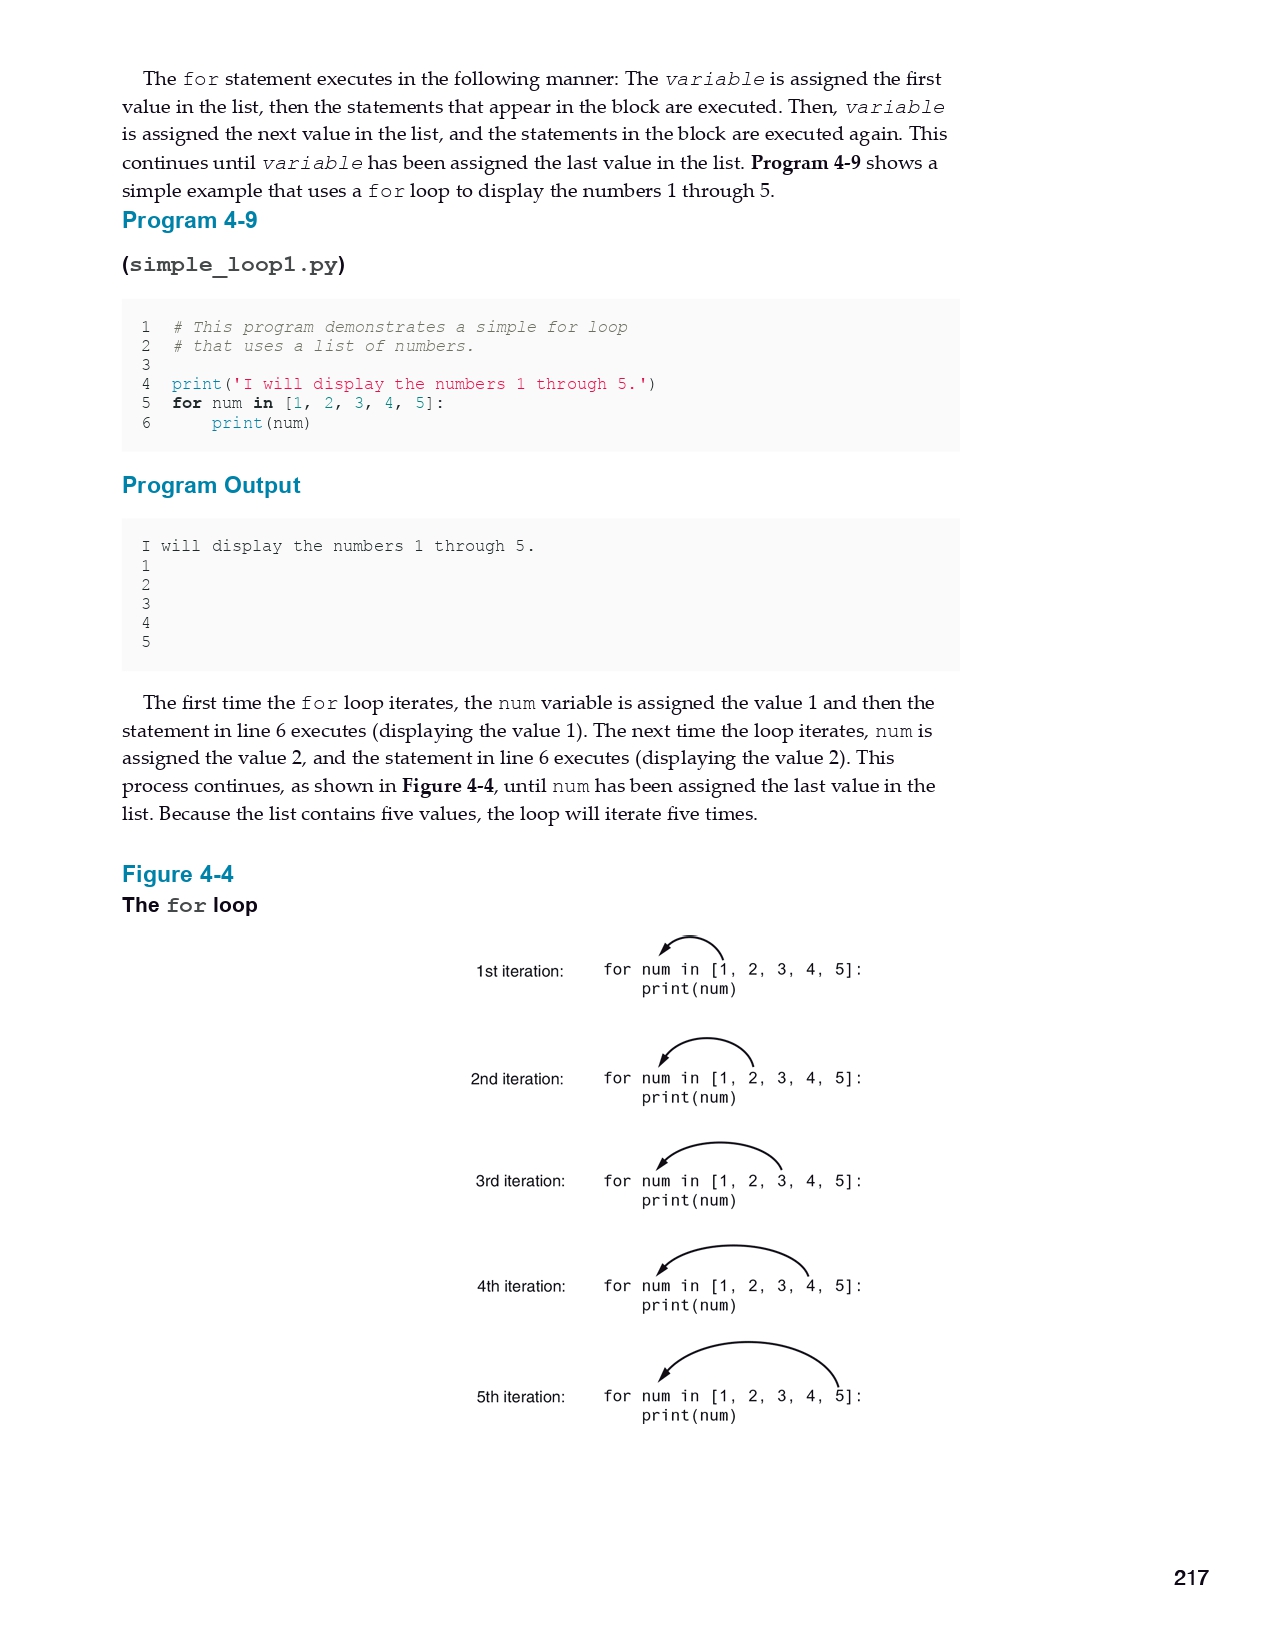 The for statement executes in the following manner: The variable is assigned the first
value in the list, then the statements that appear in the block are executed. Then, variable
is assigned the next value in the list, and the statements in the block are executed again. This
continues until variable has been assigned the last value in the list. Program 4-9 shows a
simple example that uses a for loop to display the numbers 1 through 5.
Program 4-9
(simple_loop1.py)
1  # This program demonstrates a simple for loop
2  # that uses a list of numbers.
3
4  print('I will display the numbers 1 through 5.')
5  for num in [1, 2, 3, 4, 5]:
6      print(num)
Program Output
I will display the numbers 1 through 5.
1
2
3
4
5
The first time the for loop iterates, the num variable is assigned the value 1 and then the
statement in line 6 executes (displaying the value 1). The next time the loop iterates, num is
assigned the value 2, and the statement in line 6 executes (displaying the value 2). This
process continues, as shown in Figure 4-4, until num has been assigned the last value in the
list. Because the list contains five values, the loop will iterate five times.
Figure 4-4
The for loop
1st iteration: for num in [1, 2, 3, 4, 5]:
print(num)
2nd iteration: for num in [1, 2, 3, 4, 5]:
print(num)
3rd iteration: for num in [1, 2, 3, 4, 5]:
print(num)
4th iteration: for num in [1, 2, 3, 4, 5]:
print(num)
5th iteration: for num in [1, 2, 3, 4, 5]:
print(num)
217